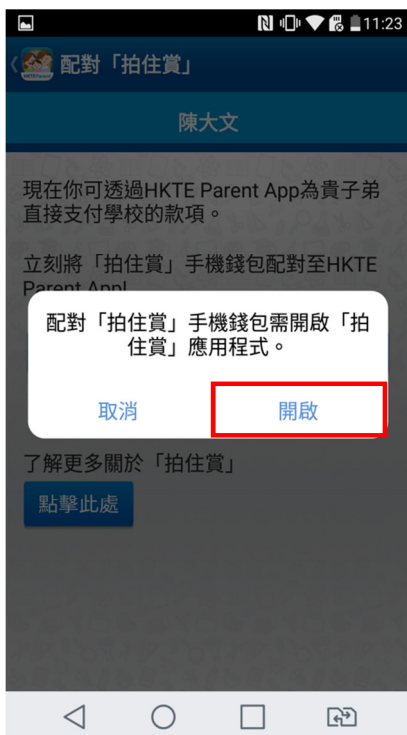 11:23
配對「拍住賞」
HKTE Parent
陳大文
現在你可透過HKTE Parent App為貴子弟
直接支付學校的款項。
立刻將「拍住賞」手機錢包配對至HKTE
Parent App!
配對「拍住賞」手機錢包需開啟「拍
住賞」應用程式。
取消
開啟
了解更多關於「拍住賞」
點擊此處